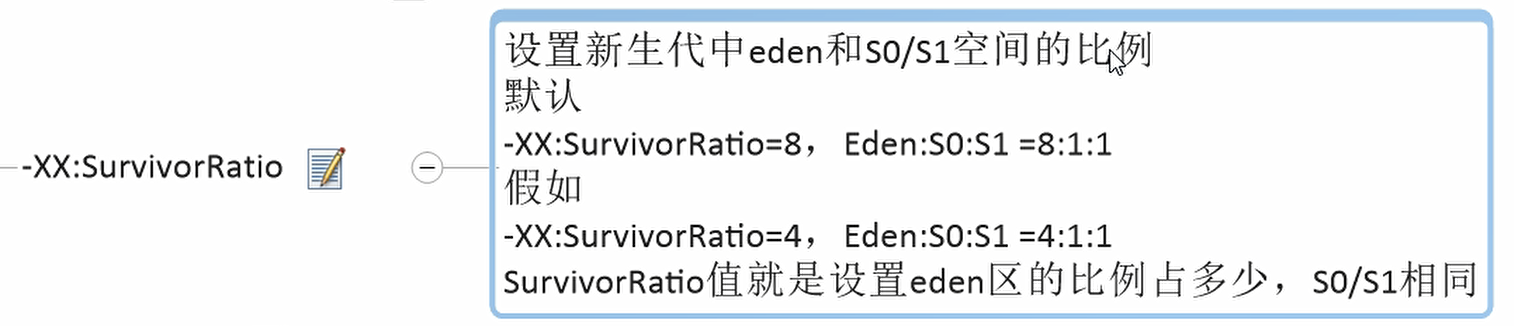 -XX:SurvivorRatio
设置新生代中eden和S0/S1空间的比例
默认
-XX:SurvivorRatio=8， Eden:S0:S1 =8:1:1
假如
-XX:SurvivorRatio=4， Eden:S0:S1 =4:1:1
SurvivorRatio值就是设置eden区的比例占多少，S0/S1相同